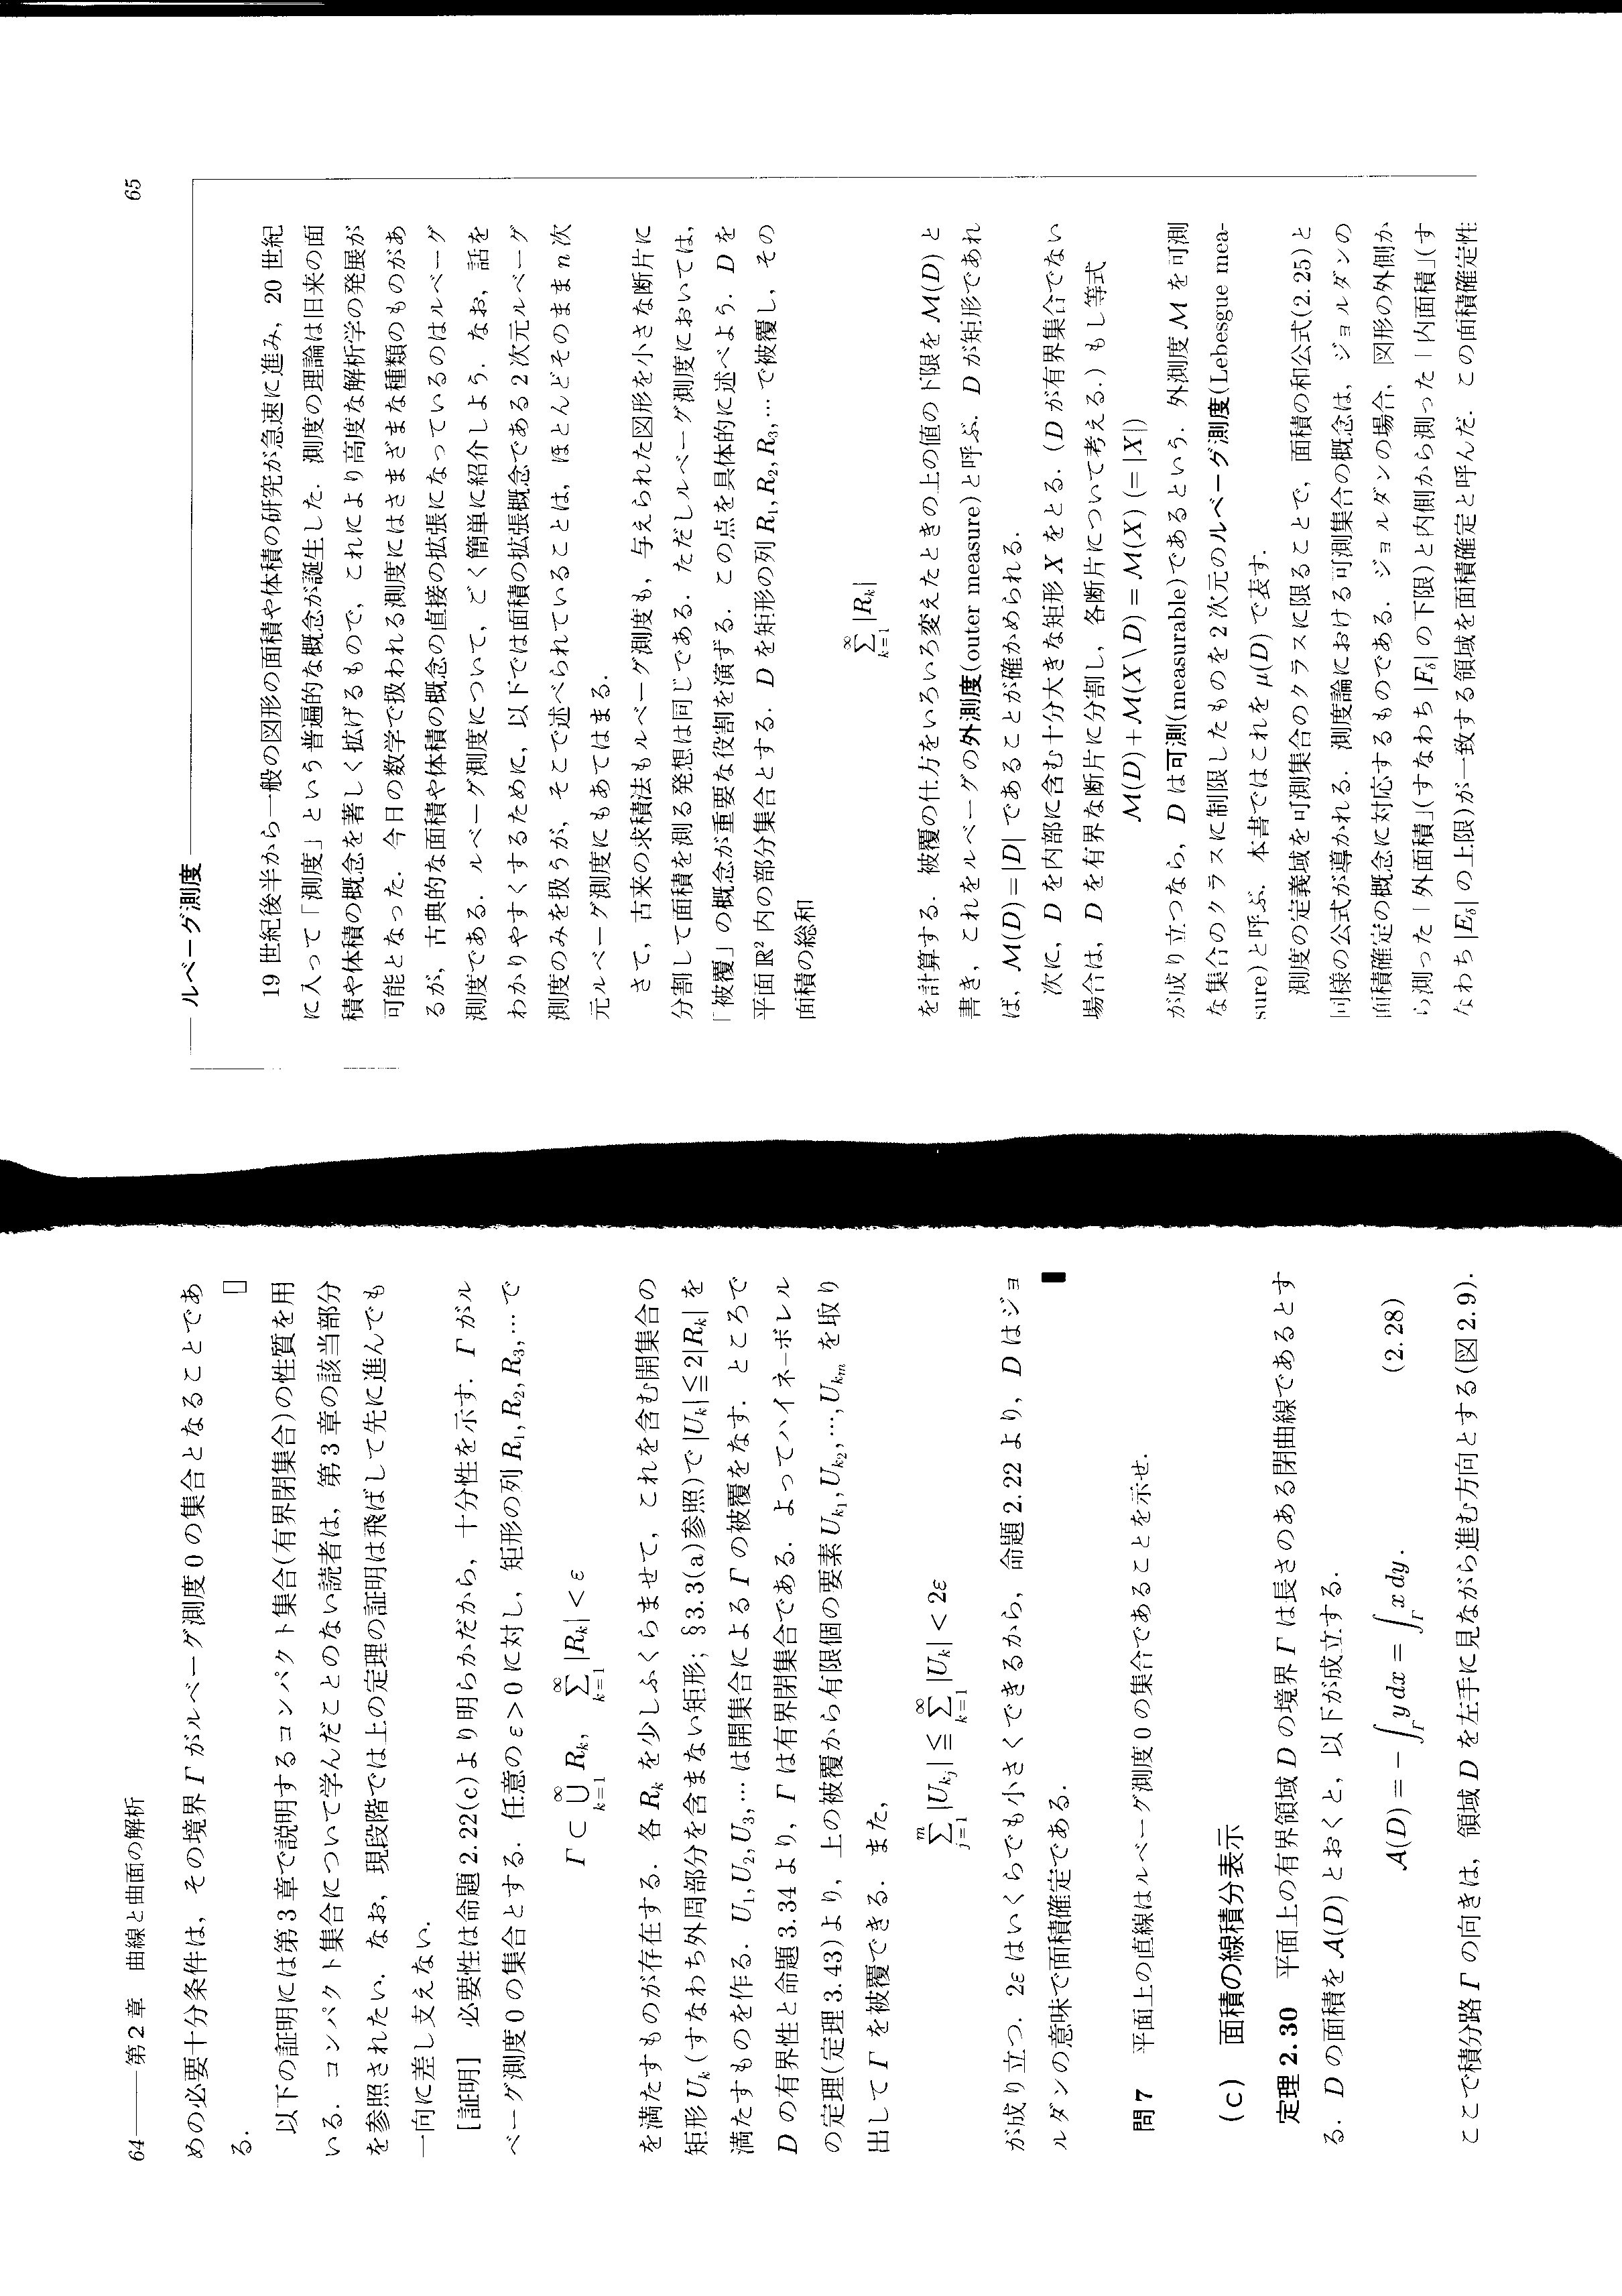 64——第2章 曲線と曲面の解析
めの必要十分条件は，その境界 Γ がルベーグ測度 0 の集合となることであ
る． □
以下の証明には第3章で説明するコンパクト集合(有界閉集合)の性質を用
いる．コンパクト集合について学んだことのない読者は，第3章の該当部分
を参照されたい．なお，現段階では上の定理の証明は飛ばして先に進んでも
一向に差し支えない．
[証明] 必要性は命題 2.22(c)より明らかだから，十分性を示す．Γ がル
ベーグ測度 0 の集合とする．任意の ε>0 に対し，矩形の列 R₁, R₂, R₃, … で
Γ ⊂ ⋃_{k=1}^{∞} R_k, ∑_{k=1}^{∞} |R_k| < ε
を満たすものが存在する．各 R_k を少しふくらませて，これを含む開集合の
矩形 U_k (すなわち外周部分を含まない矩形; §3.3(a)参照)で |U_k| ≦ 2|R_k| を
満たすものを作る．U₁, U₂, U₃, … は開集合による Γ の被覆をなす．ところで
D の有界性と命題 3.34 より，Γ は有界閉集合である．よってハイネ–ボレル
の定理(定理 3.43)より，上の被覆から有限個の要素 U_{k₁}, U_{k₂}, …, U_{k_m} を取り
出して Γ を被覆できる．また，
∑_{j=1}^{m} |U_{k_j}| ≦ ∑_{k=1}^{∞} |U_k| < 2ε
が成り立つ．2ε はいくらでも小さくできるから，命題 2.22 より，D はジョ
ルダンの意味で面積確定である． ■
問 7 平面上の直線はルベーグ測度 0 の集合であることを示せ．
(c) 面積の線積分表示
定理 2.30 平面上の有界領域 D の境界 Γ は長さのある閉曲線であるとす
る．D の面積を A(D) とおくと，以下が成立する．
A(D) = −∫_Γ y dx = ∫_Γ x dy. (2.28)
ここで積分路 Γ の向きは，領域 D を左手に見ながら進む方向とする(図 2.9)．
65
ルベーグ測度
19 世紀後半から一般の図形の面積や体積の研究が急速に進み，20 世紀
に入って「測度」という普遍的な概念が誕生した．測度の理論は旧来の面
積や体積の概念を著しく拡げるもので，これにより高度な解析学の発展が
可能となった．今日の数学で扱われる測度にはさまざまな種類のものがあ
るが，古典的な面積や体積の概念の直接の拡張になっているのはルベーグ
測度である．ルベーグ測度について，ごく簡単に紹介しよう．なお，話を
わかりやすくするために，以下では面積の拡張概念である 2 次元ルベーグ
測度のみを扱うが，そこで述べられていることは，ほとんどそのまま n 次
元ルベーグ測度にもあてはまる．
さて，古来の求積法もルベーグ測度も，与えられた図形を小さな断片に
分割して面積を測る発想は同じである．ただしルベーグ測度においては，
「被覆」の概念が重要な役割を演ずる．この点を具体的に述べよう．D を
平面 ℝ² 内の部分集合とする．D を矩形の列 R₁, R₂, R₃, … で被覆し，その
面積の総和
∑_{k=1}^{∞} |R_k|
を計算する．被覆の仕方をいろいろ変えたときの上の値の下限を M(D) と
書き，これをルベーグの外測度(outer measure)と呼ぶ．D が矩形であれ
ば，M(D)=|D| であることが確かめられる．
次に，D を内部に含む十分大きな矩形 X をとる．(D が有界集合でない
場合は，D を有界な断片に分割し，各断片について考える．) もし等式
M(D)+M(X∖D) = M(X) (= |X|)
が成り立つなら，D は可測(measurable)であるという．外測度 M を可測
な集合のクラスに制限したものを 2 次元のルベーグ測度(Lebesgue mea-
sure)と呼ぶ．本書ではこれを μ(D) で表す．
測度の定義域を可測集合のクラスに限ることで，面積の和公式(2.25)と
同様の公式が導かれる．測度論における可測集合の概念は，ジョルダンの
面積確定の概念に対応するものである．ジョルダンの場合，図形の外側か
ら測った「外面積」(すなわち |F_δ| の下限)と内側から測った「内面積」(す
なわち |E_δ| の上限)が一致する領域を面積確定と呼んだ．この面積確定性